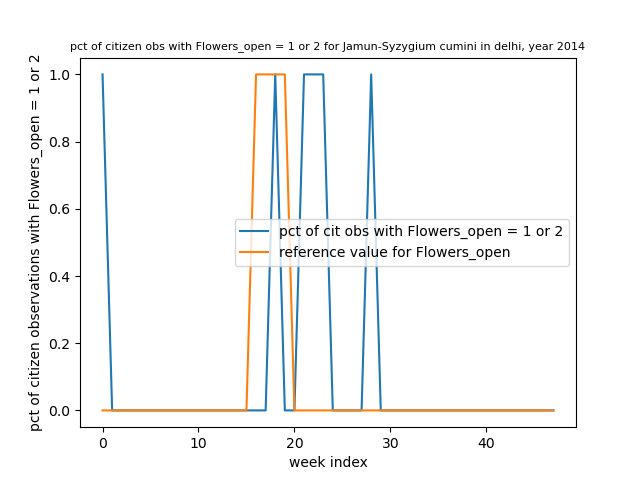 pct of citizen obs with Flowers_open = 1 or 2 for Jamun-Syzygium cumini in delhi, year 2014
pct of citizen observations with Flowers_open = 1 or 2
1.0
0.8
0.6
0.4
0.2
0.0
pct of cit obs with Flowers_open = 1 or 2
reference value for Flowers_open
0 10 20 30 40
week index